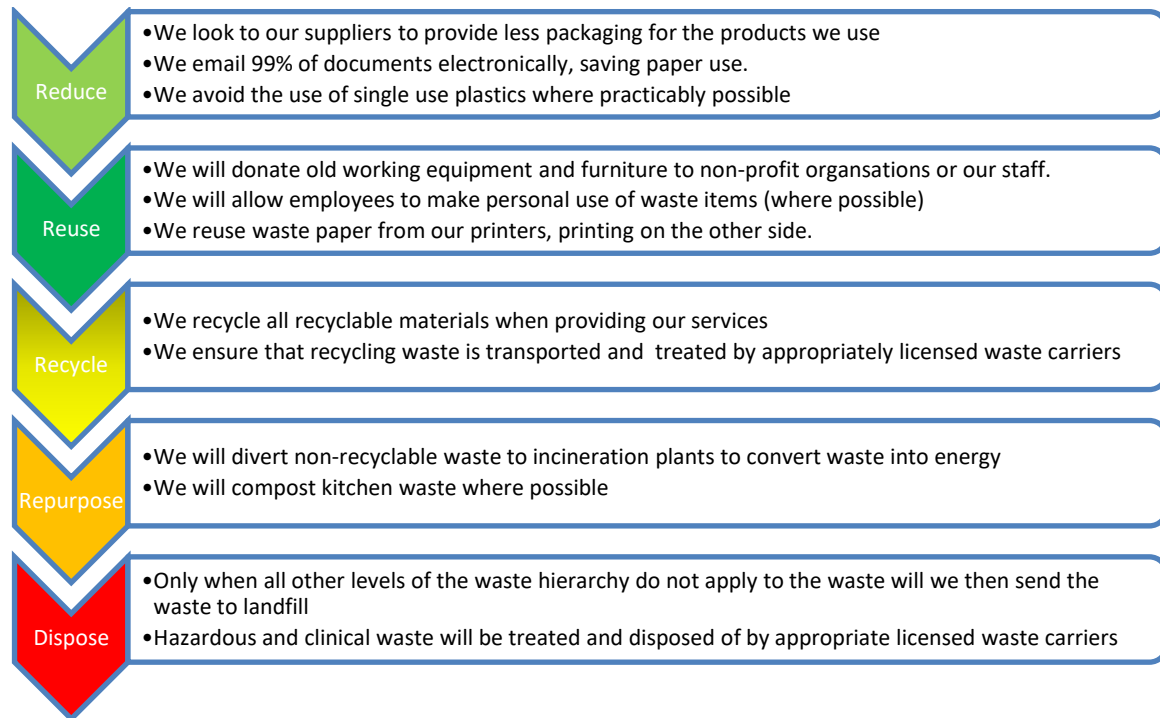 Reduce
•We look to our suppliers to provide less packaging for the products we use
•We email 99% of documents electronically, saving paper use.
•We avoid the use of single use plastics where practicably possible
Reuse
•We will donate old working equipment and furniture to non-profit organsations or our staff.
•We will allow employees to make personal use of waste items (where possible)
•We reuse waste paper from our printers, printing on the other side.
Recycle
•We recycle all recyclable materials when providing our services
•We ensure that recycling waste is transported and  treated by appropriately licensed waste carriers
Repurpose
•We will divert non-recyclable waste to incineration plants to convert waste into energy
•We will compost kitchen waste where possible
Dispose
•Only when all other levels of the waste hierarchy do not apply to the waste will we then send the
waste to landfill
•Hazardous and clinical waste will be treated and disposed of by appropriate licensed waste carriers